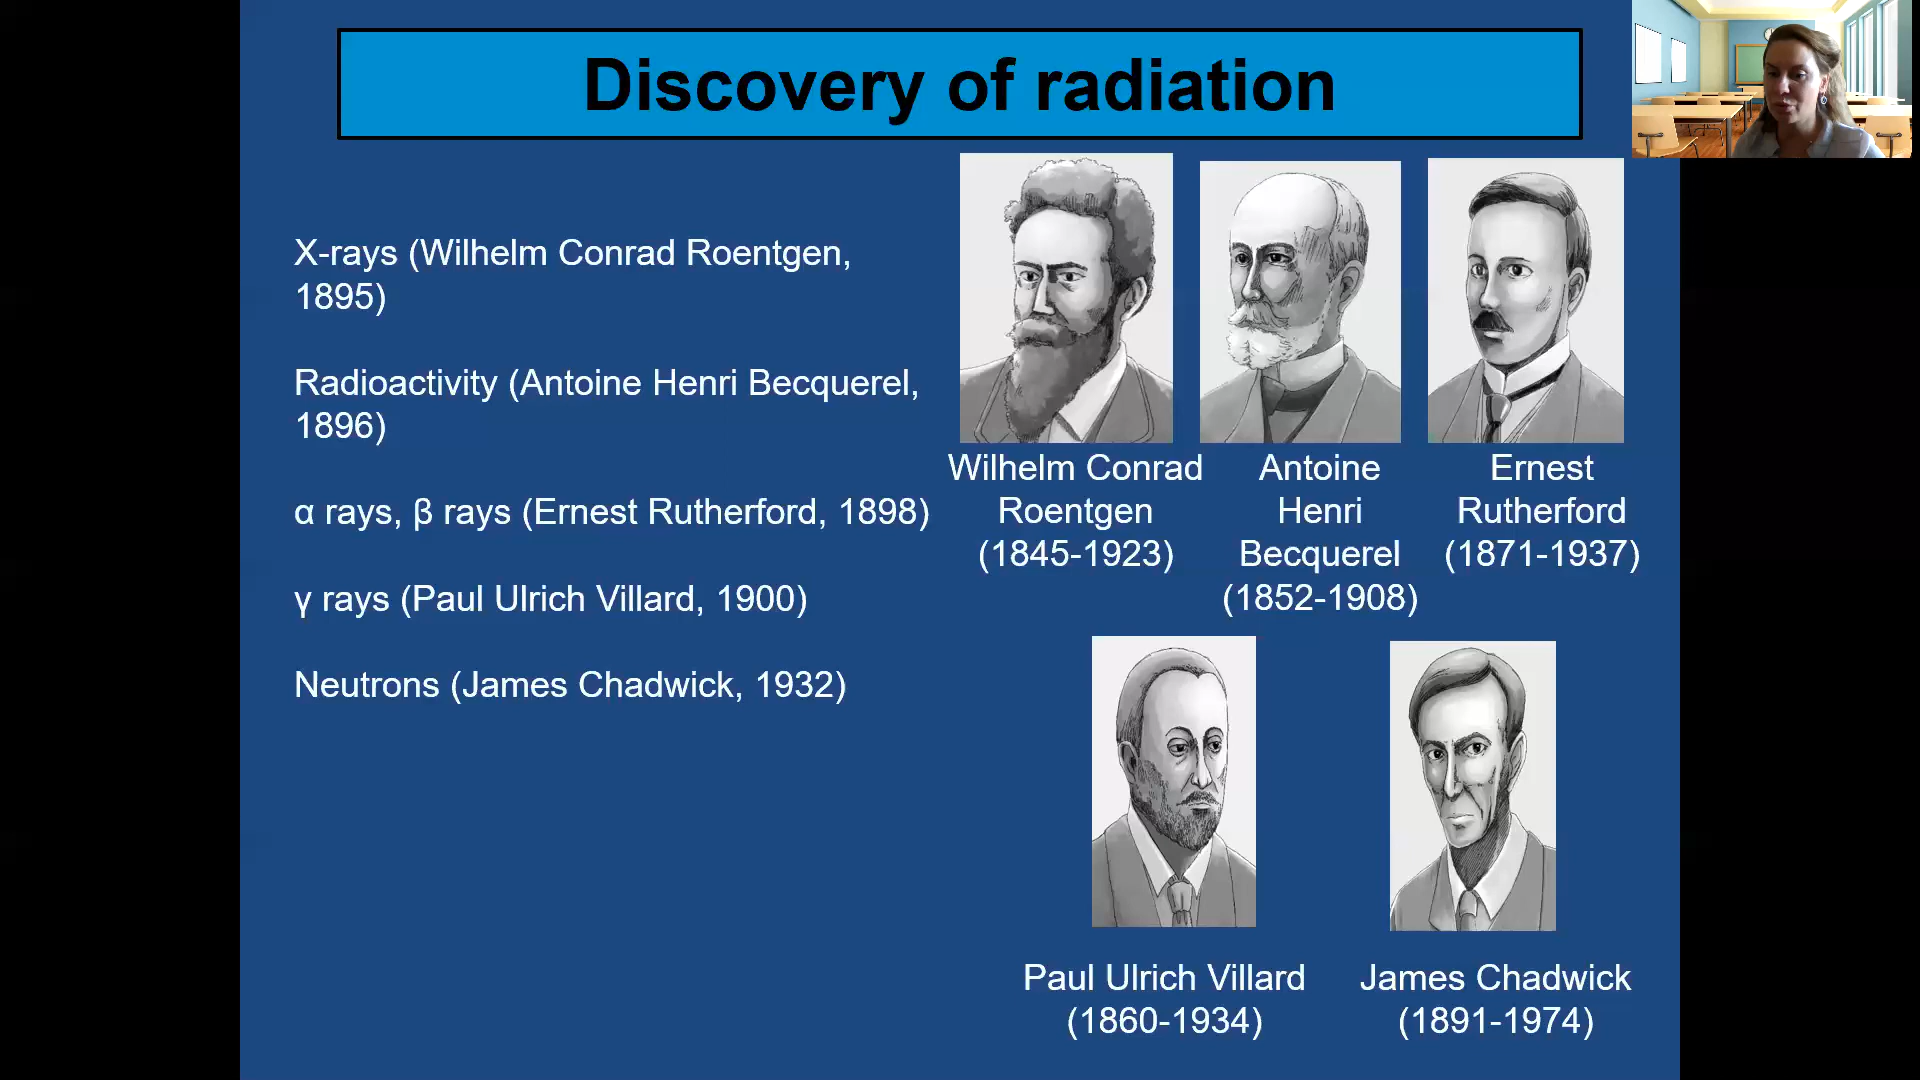 Discovery of radiation
X-rays (Wilhelm Conrad Roentgen,
1895)
Radioactivity (Antoine Henri Becquerel,
1896)
α rays, β rays (Ernest Rutherford, 1898)
γ rays (Paul Ulrich Villard, 1900)
Neutrons (James Chadwick, 1932)
Wilhelm Conrad
Roentgen
(1845-1923)
Antoine
Henri
Becquerel
(1852-1908)
Ernest
Rutherford
(1871-1937)
Paul Ulrich Villard
(1860-1934)
James Chadwick
(1891-1974)